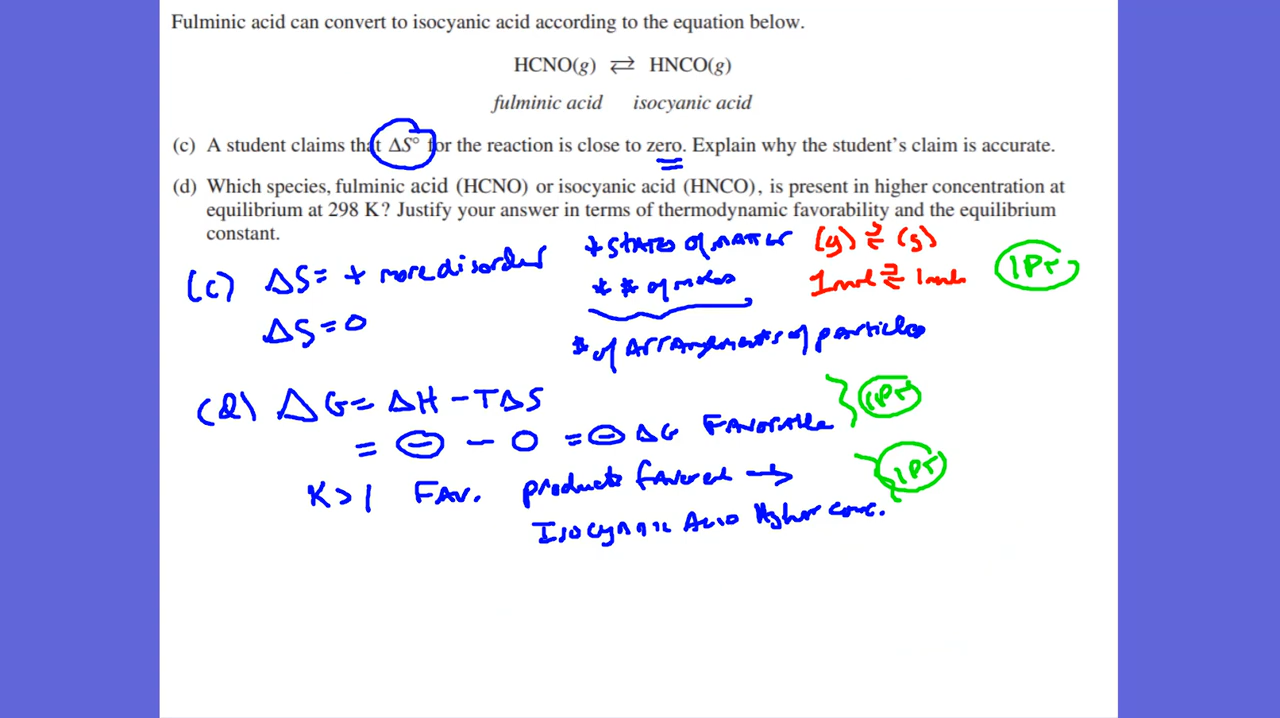 Fulminic acid can convert to isocyanic acid according to the equation below.
HCNO(g) ⇄ HNCO(g)
fulminic acid isocyanic acid
(c) A student claims that ΔS° for the reaction is close to zero. Explain why the student's claim is accurate.
(d) Which species, fulminic acid (HCNO) or isocyanic acid (HNCO), is present in higher concentration at
equilibrium at 298 K? Justify your answer in terms of thermodynamic favorability and the equilibrium
constant.
* States of matter (g) ⇄ (g)
(c) ΔS = + more disorder
* # of moles 1 mol ⇄ 1 mol
1 PT
ΔS = 0
# of Arrangements of particles
(d) ΔG = ΔH - TΔS
1 PT
= ⊖ - 0 = ⊖ ΔG Favorable
K > 1 Fav. products favored →
1 PT
Isocyanic Acid Higher conc.